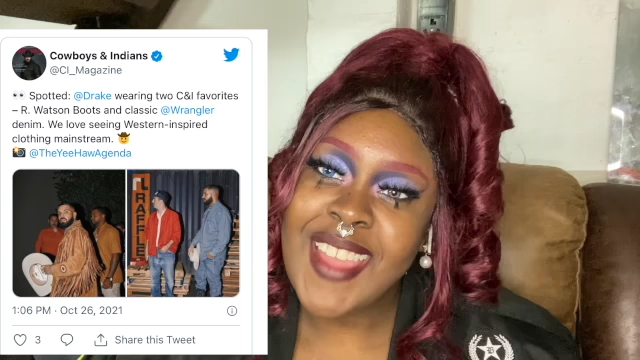 Cowboys & Indians
@CI_Magazine
👀 Spotted: @Drake wearing two C&I favorites
– R. Watson Boots and classic @Wrangler
denim. We love seeing Western-inspired
clothing mainstream. 🤠
📸 @TheYeeHawAgenda
RAFFLE
1:06 PM · Oct 26, 2021
3
Share this Tweet